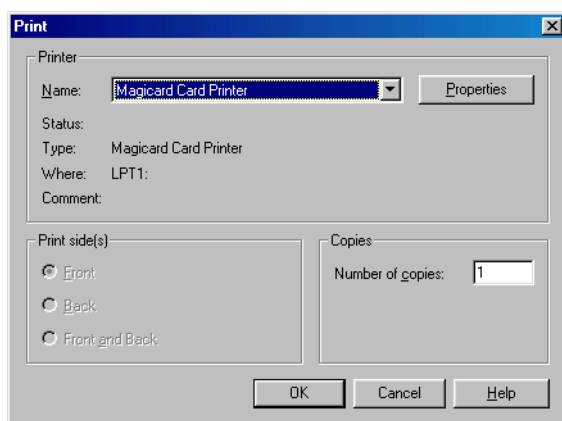 Print
Printer
Name: Magicard Card Printer Properties
Status:
Type: Magicard Card Printer
Where: LPT1:
Comment:
Print side(s)
Front
Back
Front and Back
Copies
Number of copies: 1
OK Cancel Help